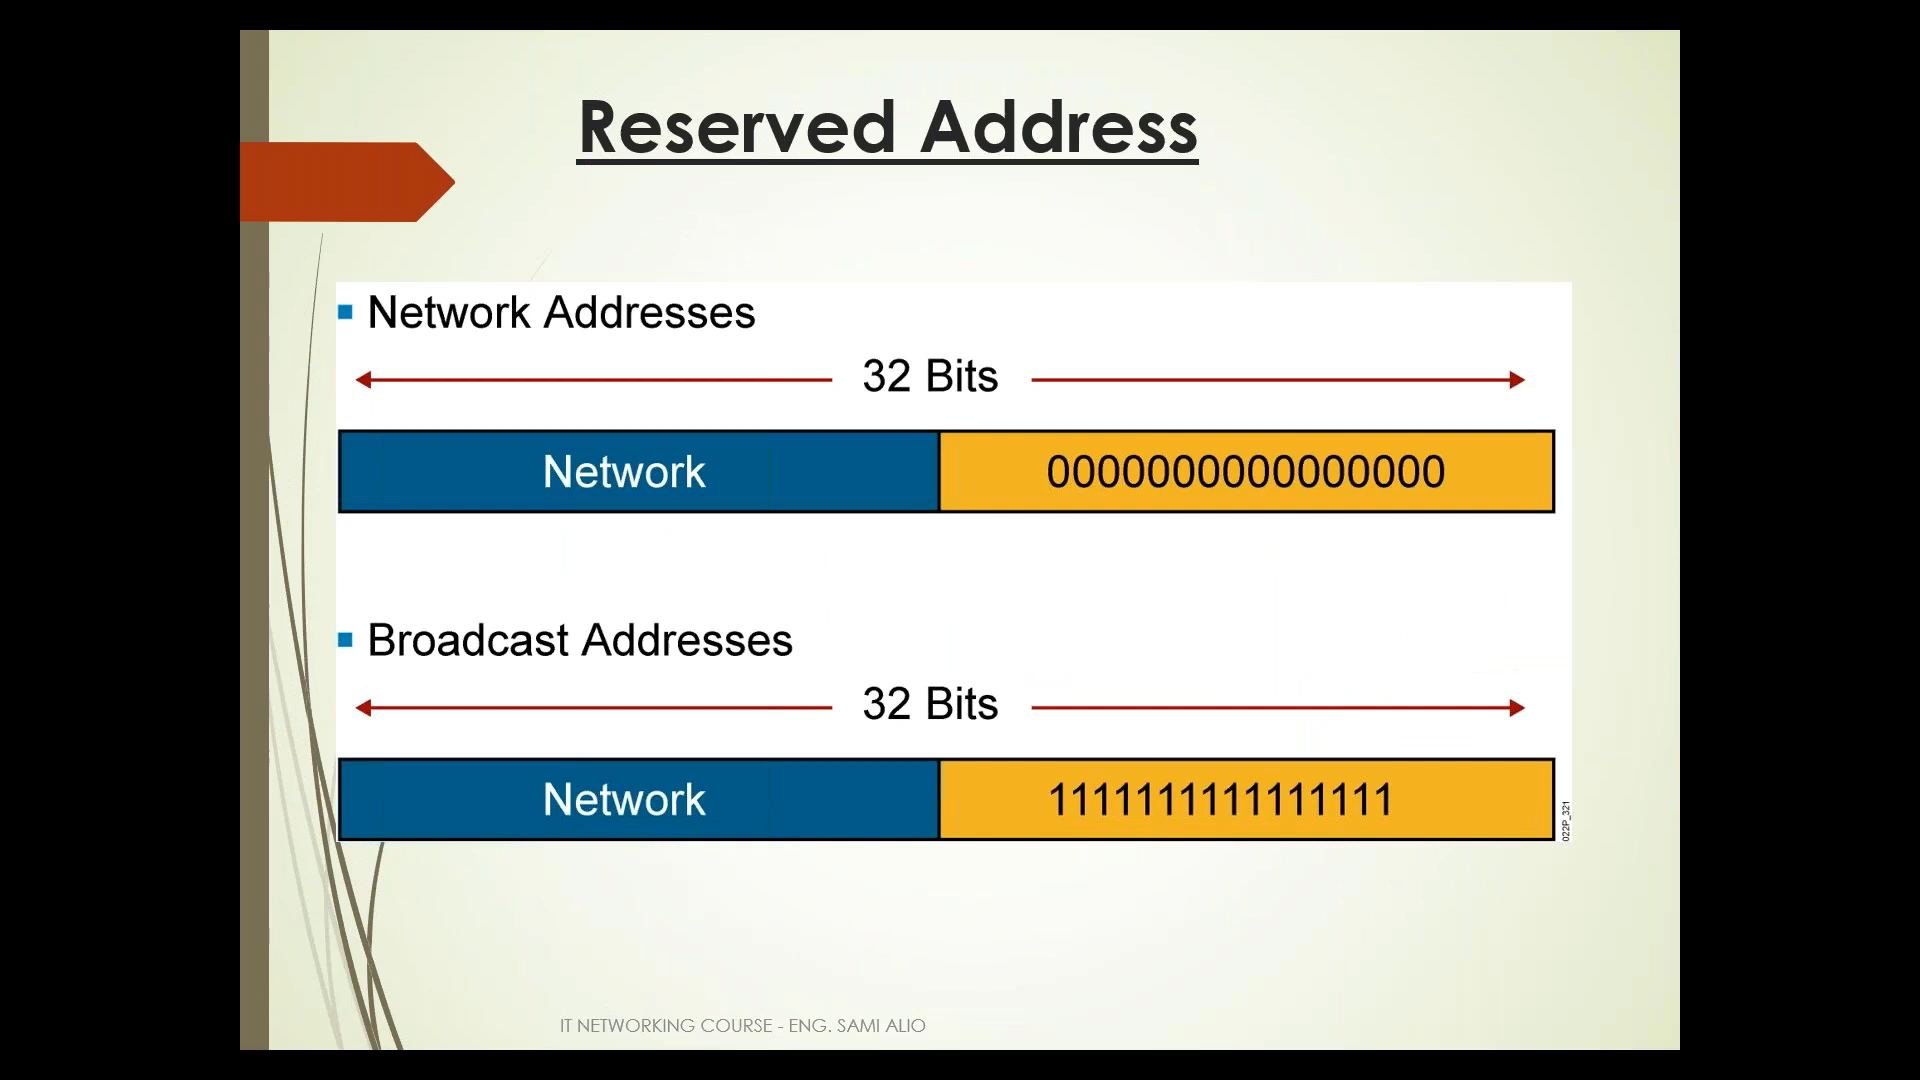 Reserved Address
Network Addresses
32 Bits
Network 0000000000000000
Broadcast Addresses
32 Bits
Network 1111111111111111
022P_321
IT NETWORKING COURSE - ENG. SAMI ALIO